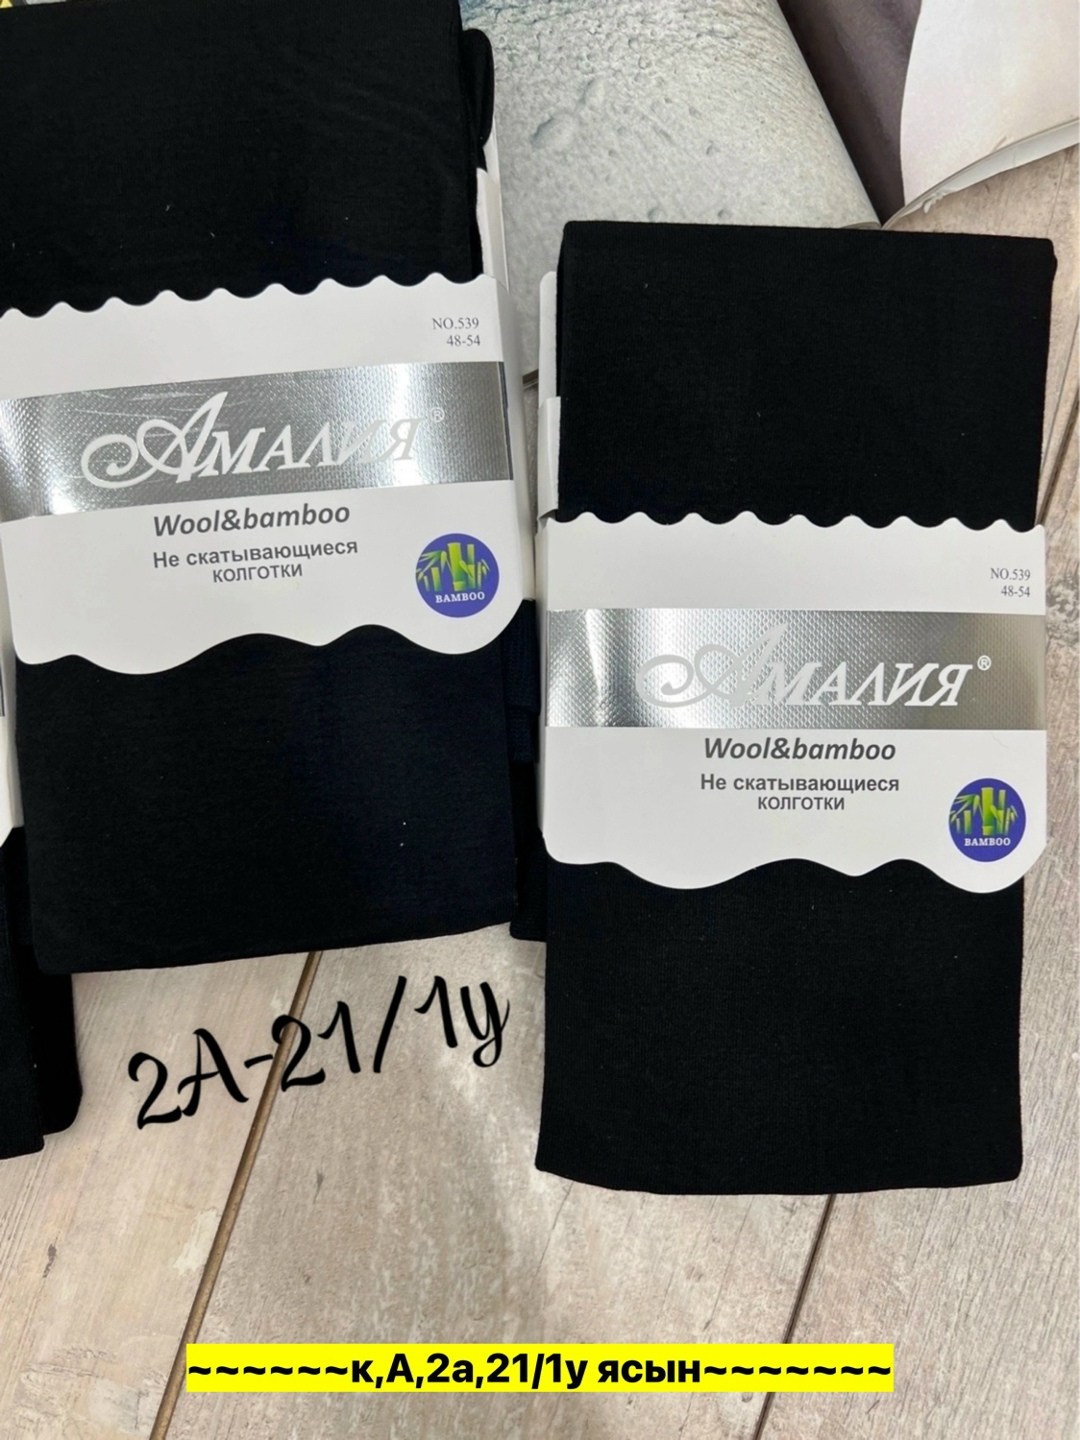 NO.539
48-54
АМАЛИЯ®
Wool&bamboo
Не скатывающиеся
КОЛГОТКИ
BAMBOO
NO.539
48-54
АМАЛИЯ®
Wool&bamboo
Не скатывающиеся
КОЛГОТКИ
BAMBOO
2А-21/1у
~~~~~~к,А,2а,21/1у ясын~~~~~~~